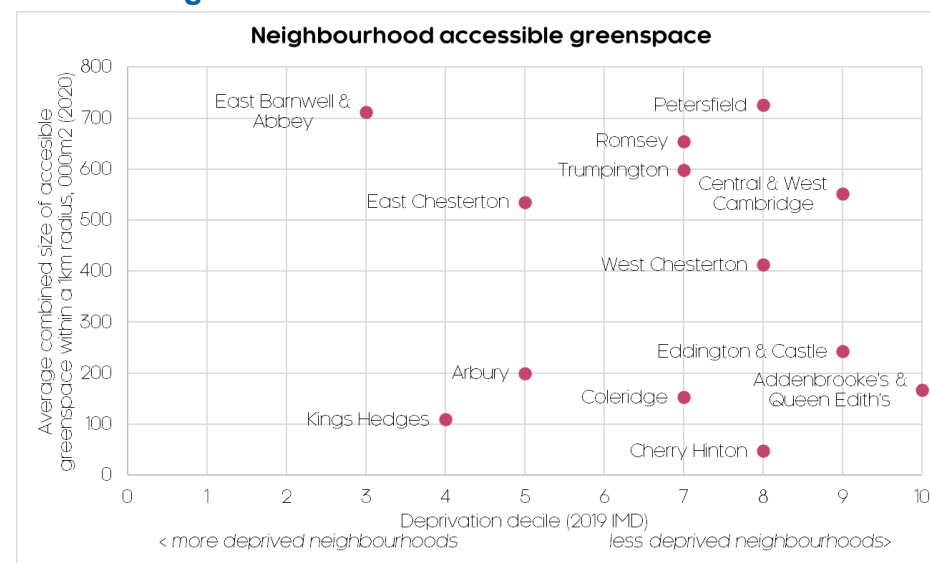 Neighbourhood accessible greenspace
Average combined size of accesible
greenspace within a 1km radius, 000m2 (2020)
800
700
600
500
400
300
200
100
0
East Barnwell &
Abbey
Petersfield
Romsey
Trumpington
Central & West
Cambridge
East Chesterton
West Chesterton
Eddington & Castle
Arbury
Addenbrooke's &
Queen Edith's
Coleridge
Kings Hedges
Cherry Hinton
0 1 2 3 4 5 6 7 8 9 10
Deprivation decile (2019 IMD)
< more deprived neighbourhoods less deprived neighbourhoods>